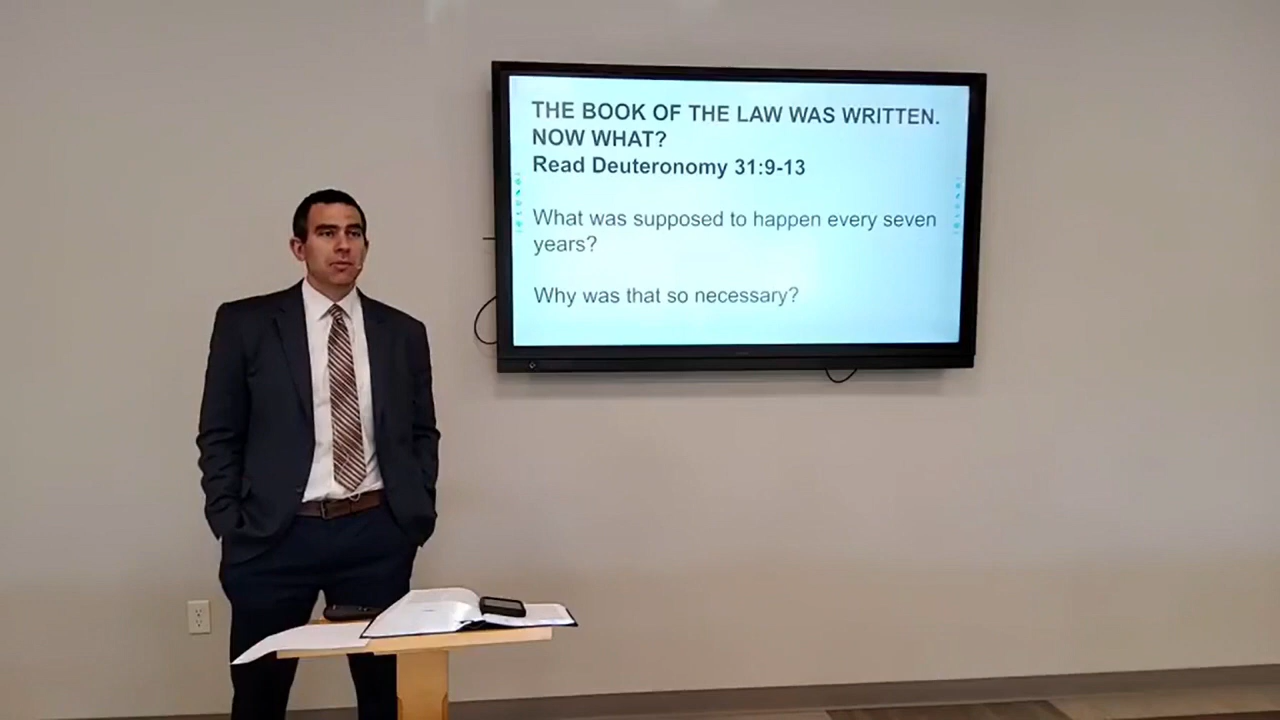 THE BOOK OF THE LAW WAS WRITTEN.
NOW WHAT?
Read Deuteronomy 31:9-13
What was supposed to happen every seven
years?
Why was that so necessary?